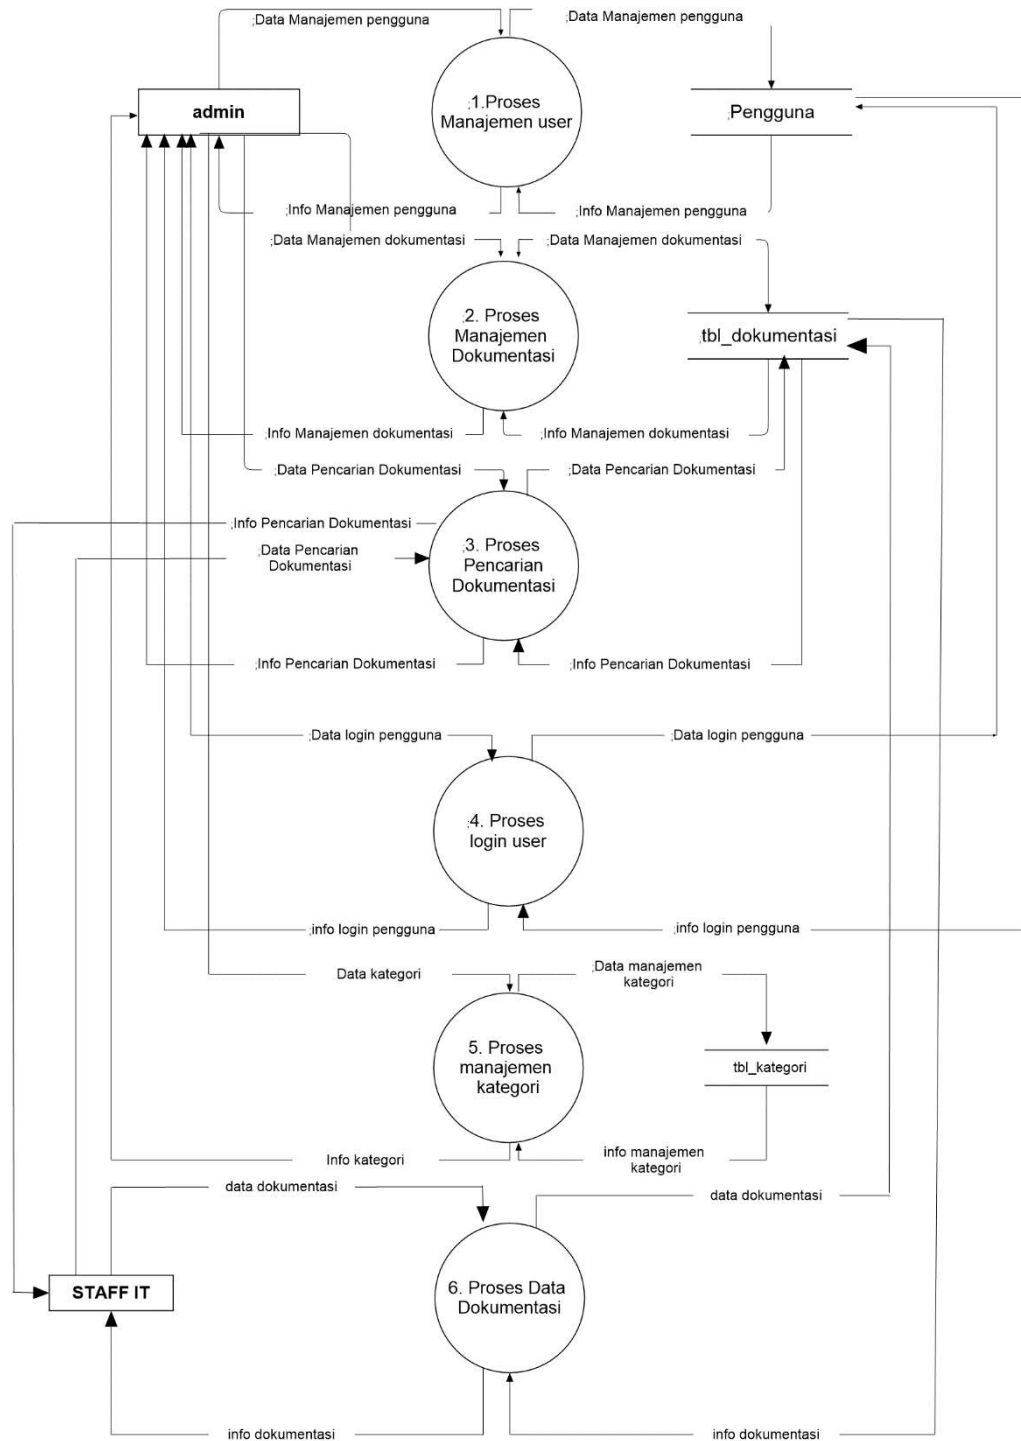 ;Data Manajemen pengguna
;Data Manajemen pengguna
admin
;1.Proses
Manajemen user
;Pengguna
;Info Manajemen pengguna
;Info Manajemen pengguna
;Data Manajemen dokumentasi
;Data Manajemen dokumentasi
;2. Proses
Manajemen
Dokumentasi
;tbl_dokumentasi
;Info Manajemen dokumentasi
;Info Manajemen dokumentasi
;Data Pencarian Dokumentasi
;Data Pencarian Dokumentasi
;Info Pencarian Dokumentasi
;Data Pencarian
Dokumentasi
;3. Proses
Pencarian
Dokumentasi
;Info Pencarian Dokumentasi
;Info Pencarian Dokumentasi
;Data login pengguna
;Data login pengguna
;4. Proses
login user
;info login pengguna
;info login pengguna
Data kategori
;Data manajemen
kategori
5. Proses
manajemen
kategori
tbl_kategori
Info kategori
info manajemen
kategori
data dokumentasi
data dokumentasi
STAFF IT
6. Proses Data
Dokumentasi
info dokumentasi
info dokumentasi